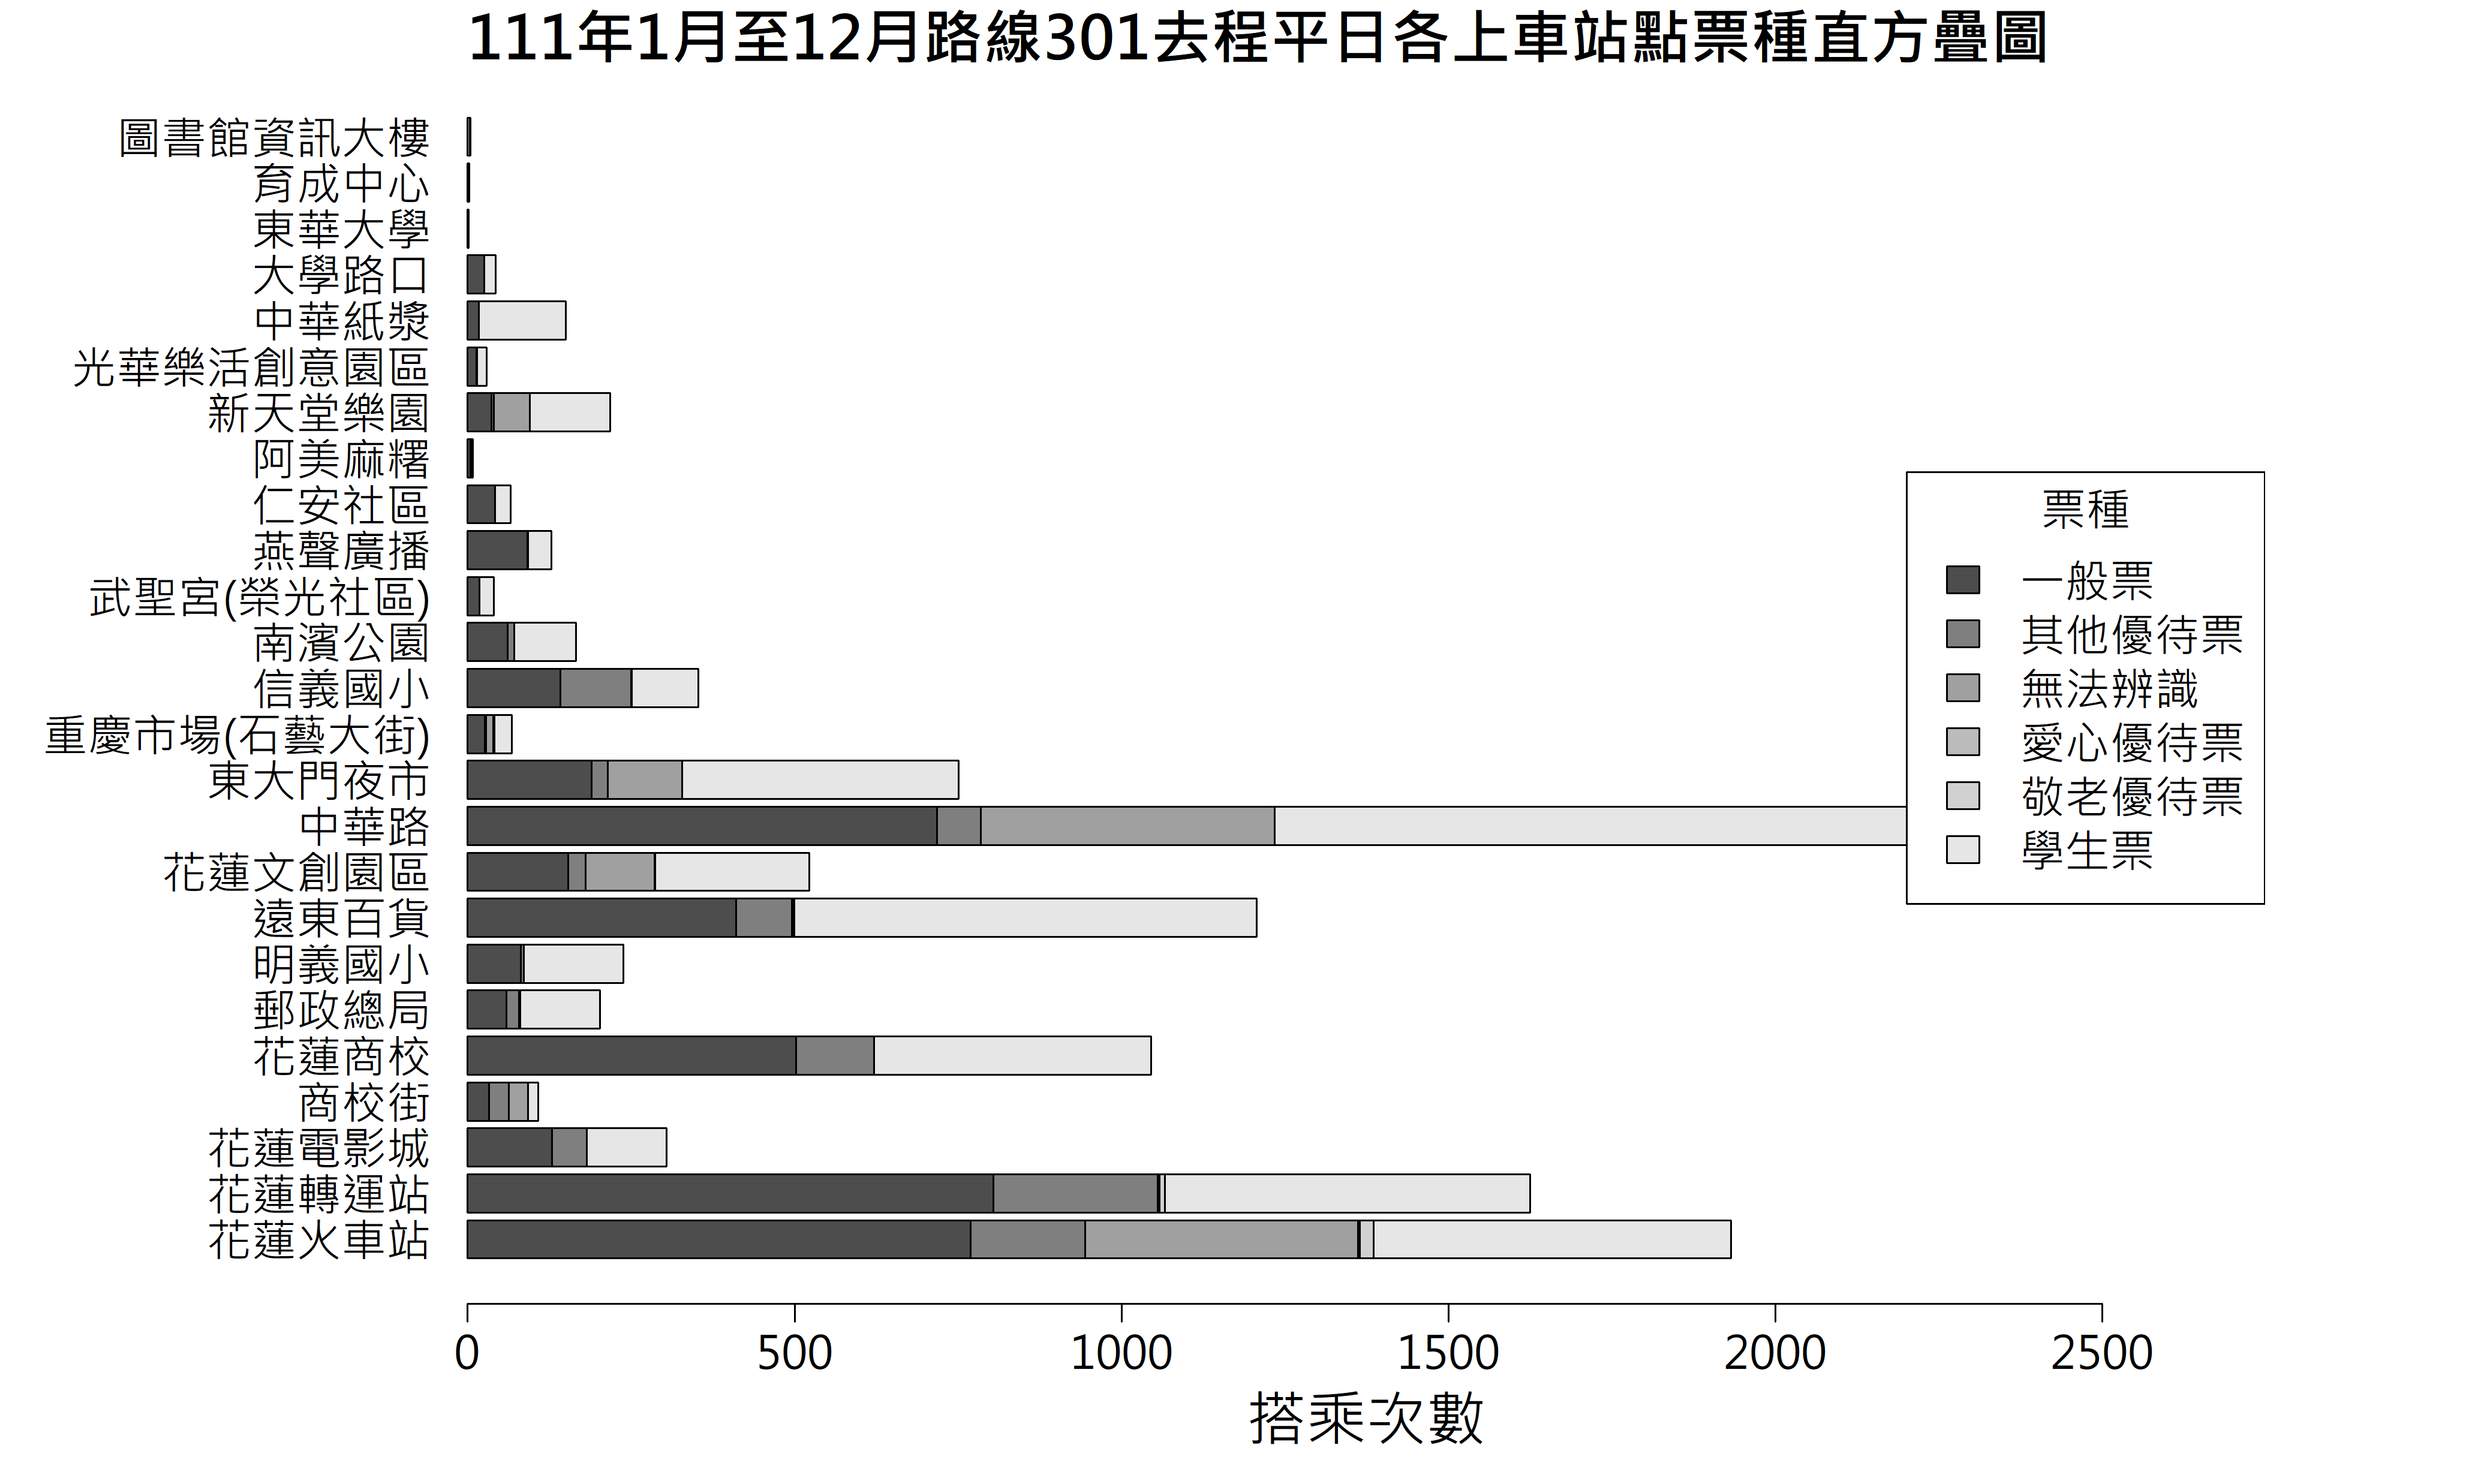 111年1月至12月路線301去程平日各上車站點票種直方疊圖
圖書館資訊大樓
育成中心
東華大學
大學路口
中華紙漿
光華樂活創意園區
新天堂樂園
阿美麻糬
仁安社區
燕聲廣播
武聖宮(榮光社區)
南濱公園
信義國小
重慶市場(石藝大街)
東大門夜市
中華路
花蓮文創園區
遠東百貨
明義國小
郵政總局
花蓮商校
商校街
花蓮電影城
花蓮轉運站
花蓮火車站
票種
一般票
其他優待票
無法辨識
愛心優待票
敬老優待票
學生票
0 500 1000 1500 2000 2500
搭乘次數